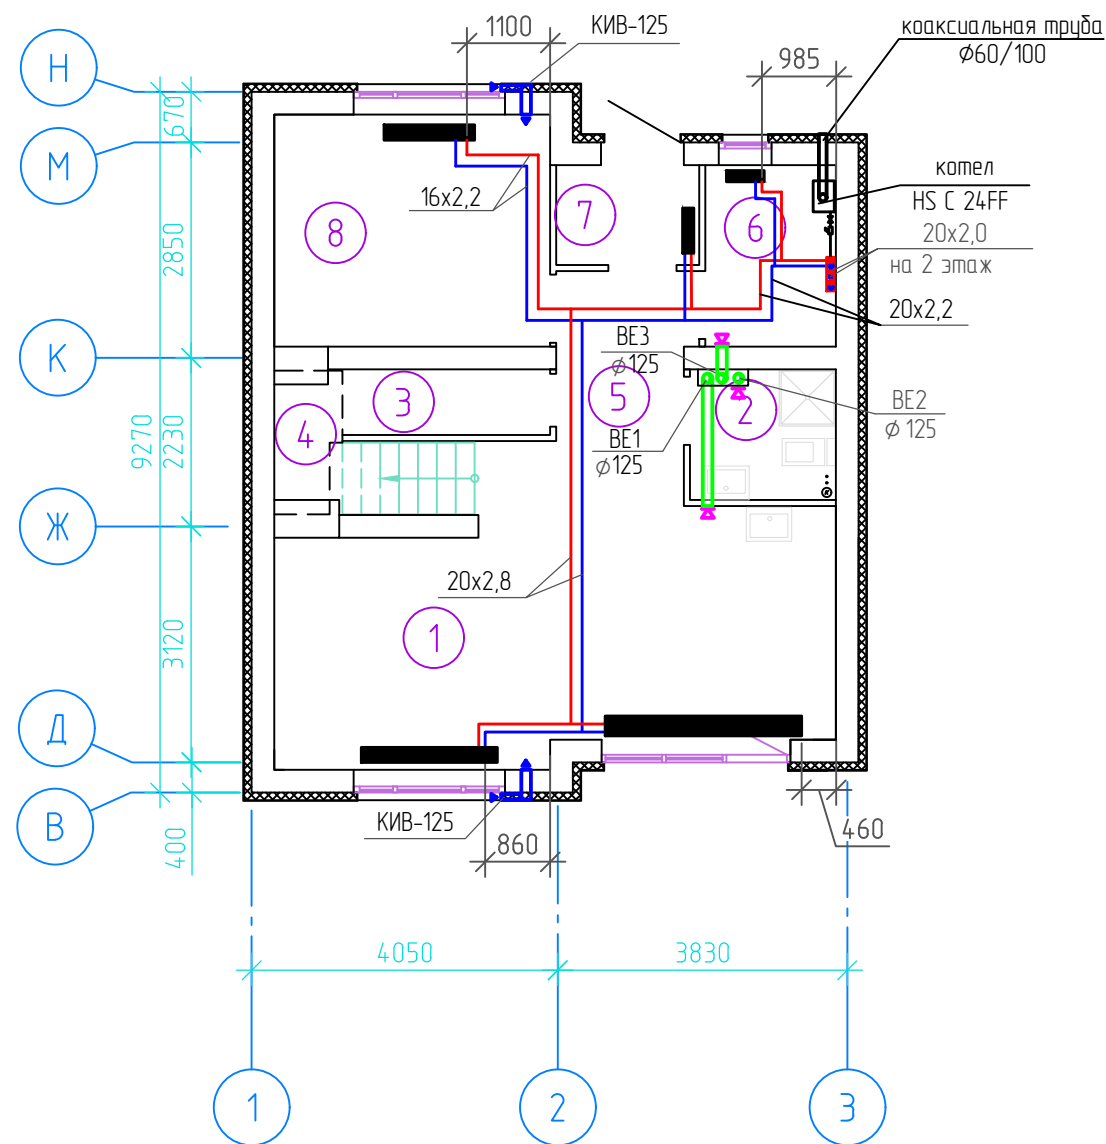 1100
КИВ-125
коаксиальная труба
Ø60/100
985
Н
М
К
Ж
Д
В
670
2850
2230
9270
3120
400
котел
HS C 24FF
20х2,0
на 2 этаж
20х2,2
16х2,2
8
7
6
ВЕ3
Ø125
3
4
5
2
ВЕ2
Ø125
ВЕ1
Ø125
20х2,8
1
КИВ-125
860
460
4050
3830
1
2
3